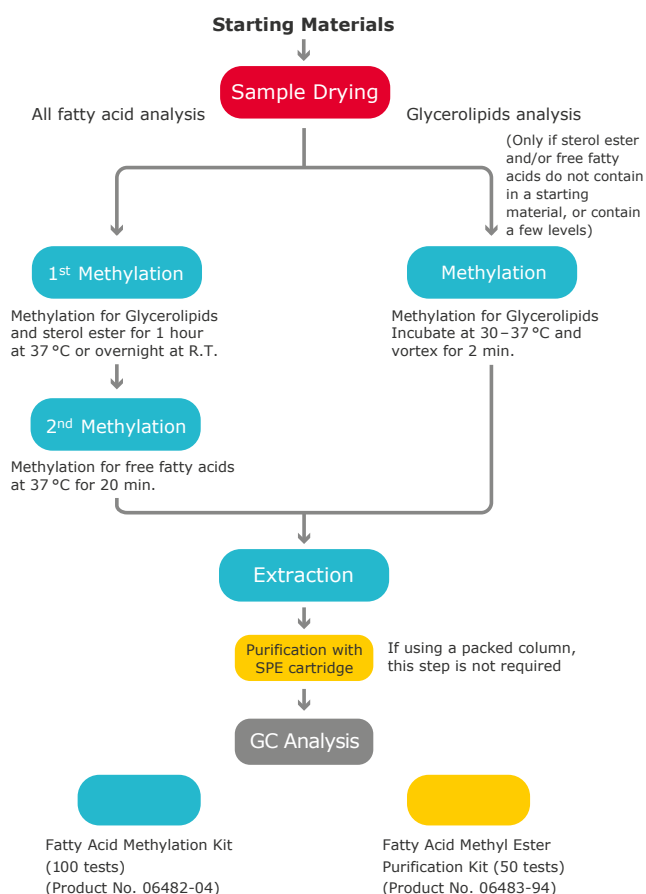 Starting Materials
Sample Drying
All fatty acid analysis
Glycerolipids analysis
(Only if sterol ester
and/or free fatty
acids do not contain
in a starting
material, or contain
a few levels)
1st Methylation
Methylation for Glycerolipids
and sterol ester for 1 hour
at 37 °C or overnight at R.T.
Methylation
Methylation for Glycerolipids
Incubate at 30–37 °C and
vortex for 2 min.
2nd Methylation
Methylation for free fatty acids
at 37 °C for 20 min.
Extraction
Purification with
SPE cartridge
If using a packed column,
this step is not required
GC Analysis
Fatty Acid Methylation Kit
(100 tests)
(Product No. 06482-04)
Fatty Acid Methyl Ester
Purification Kit (50 tests)
(Product No. 06483-94)